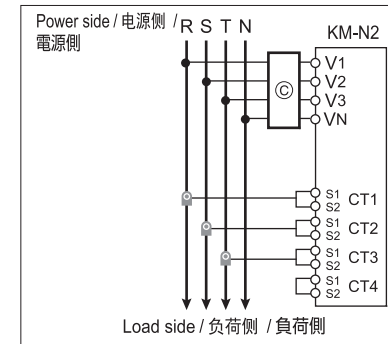 Power side / 电源侧 /
電源側
R S T N
KM-N2
V1
V2
V3
VN
©
S1
S2
CT1
S1
S2
CT2
S1
S2
CT3
S1
S2
CT4
Load side / 负荷侧 / 負荷側